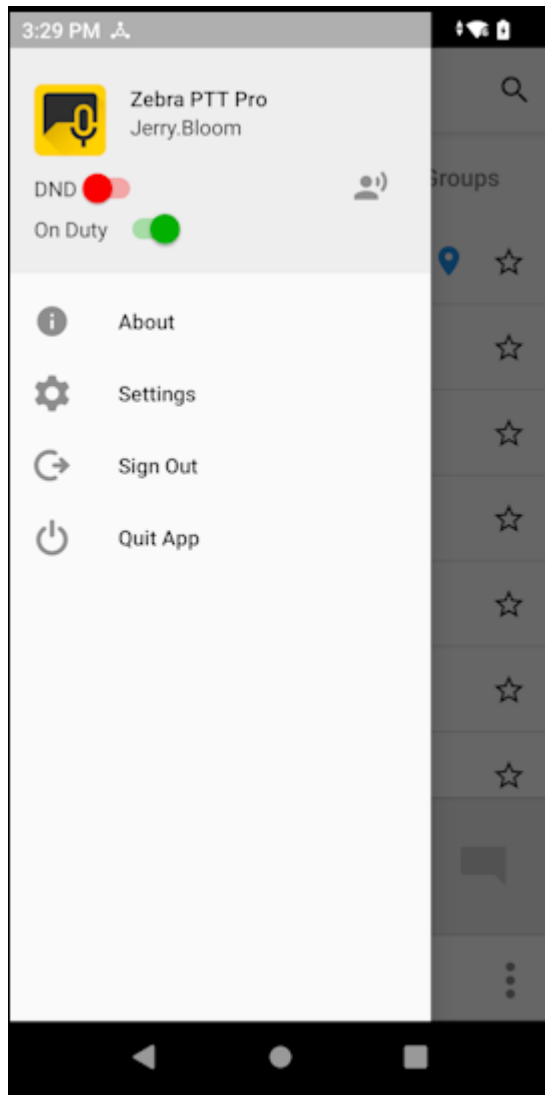 3:29 PM
Zebra PTT Pro
Jerry.Bloom
DND
On Duty
About
Settings
Sign Out
Quit App